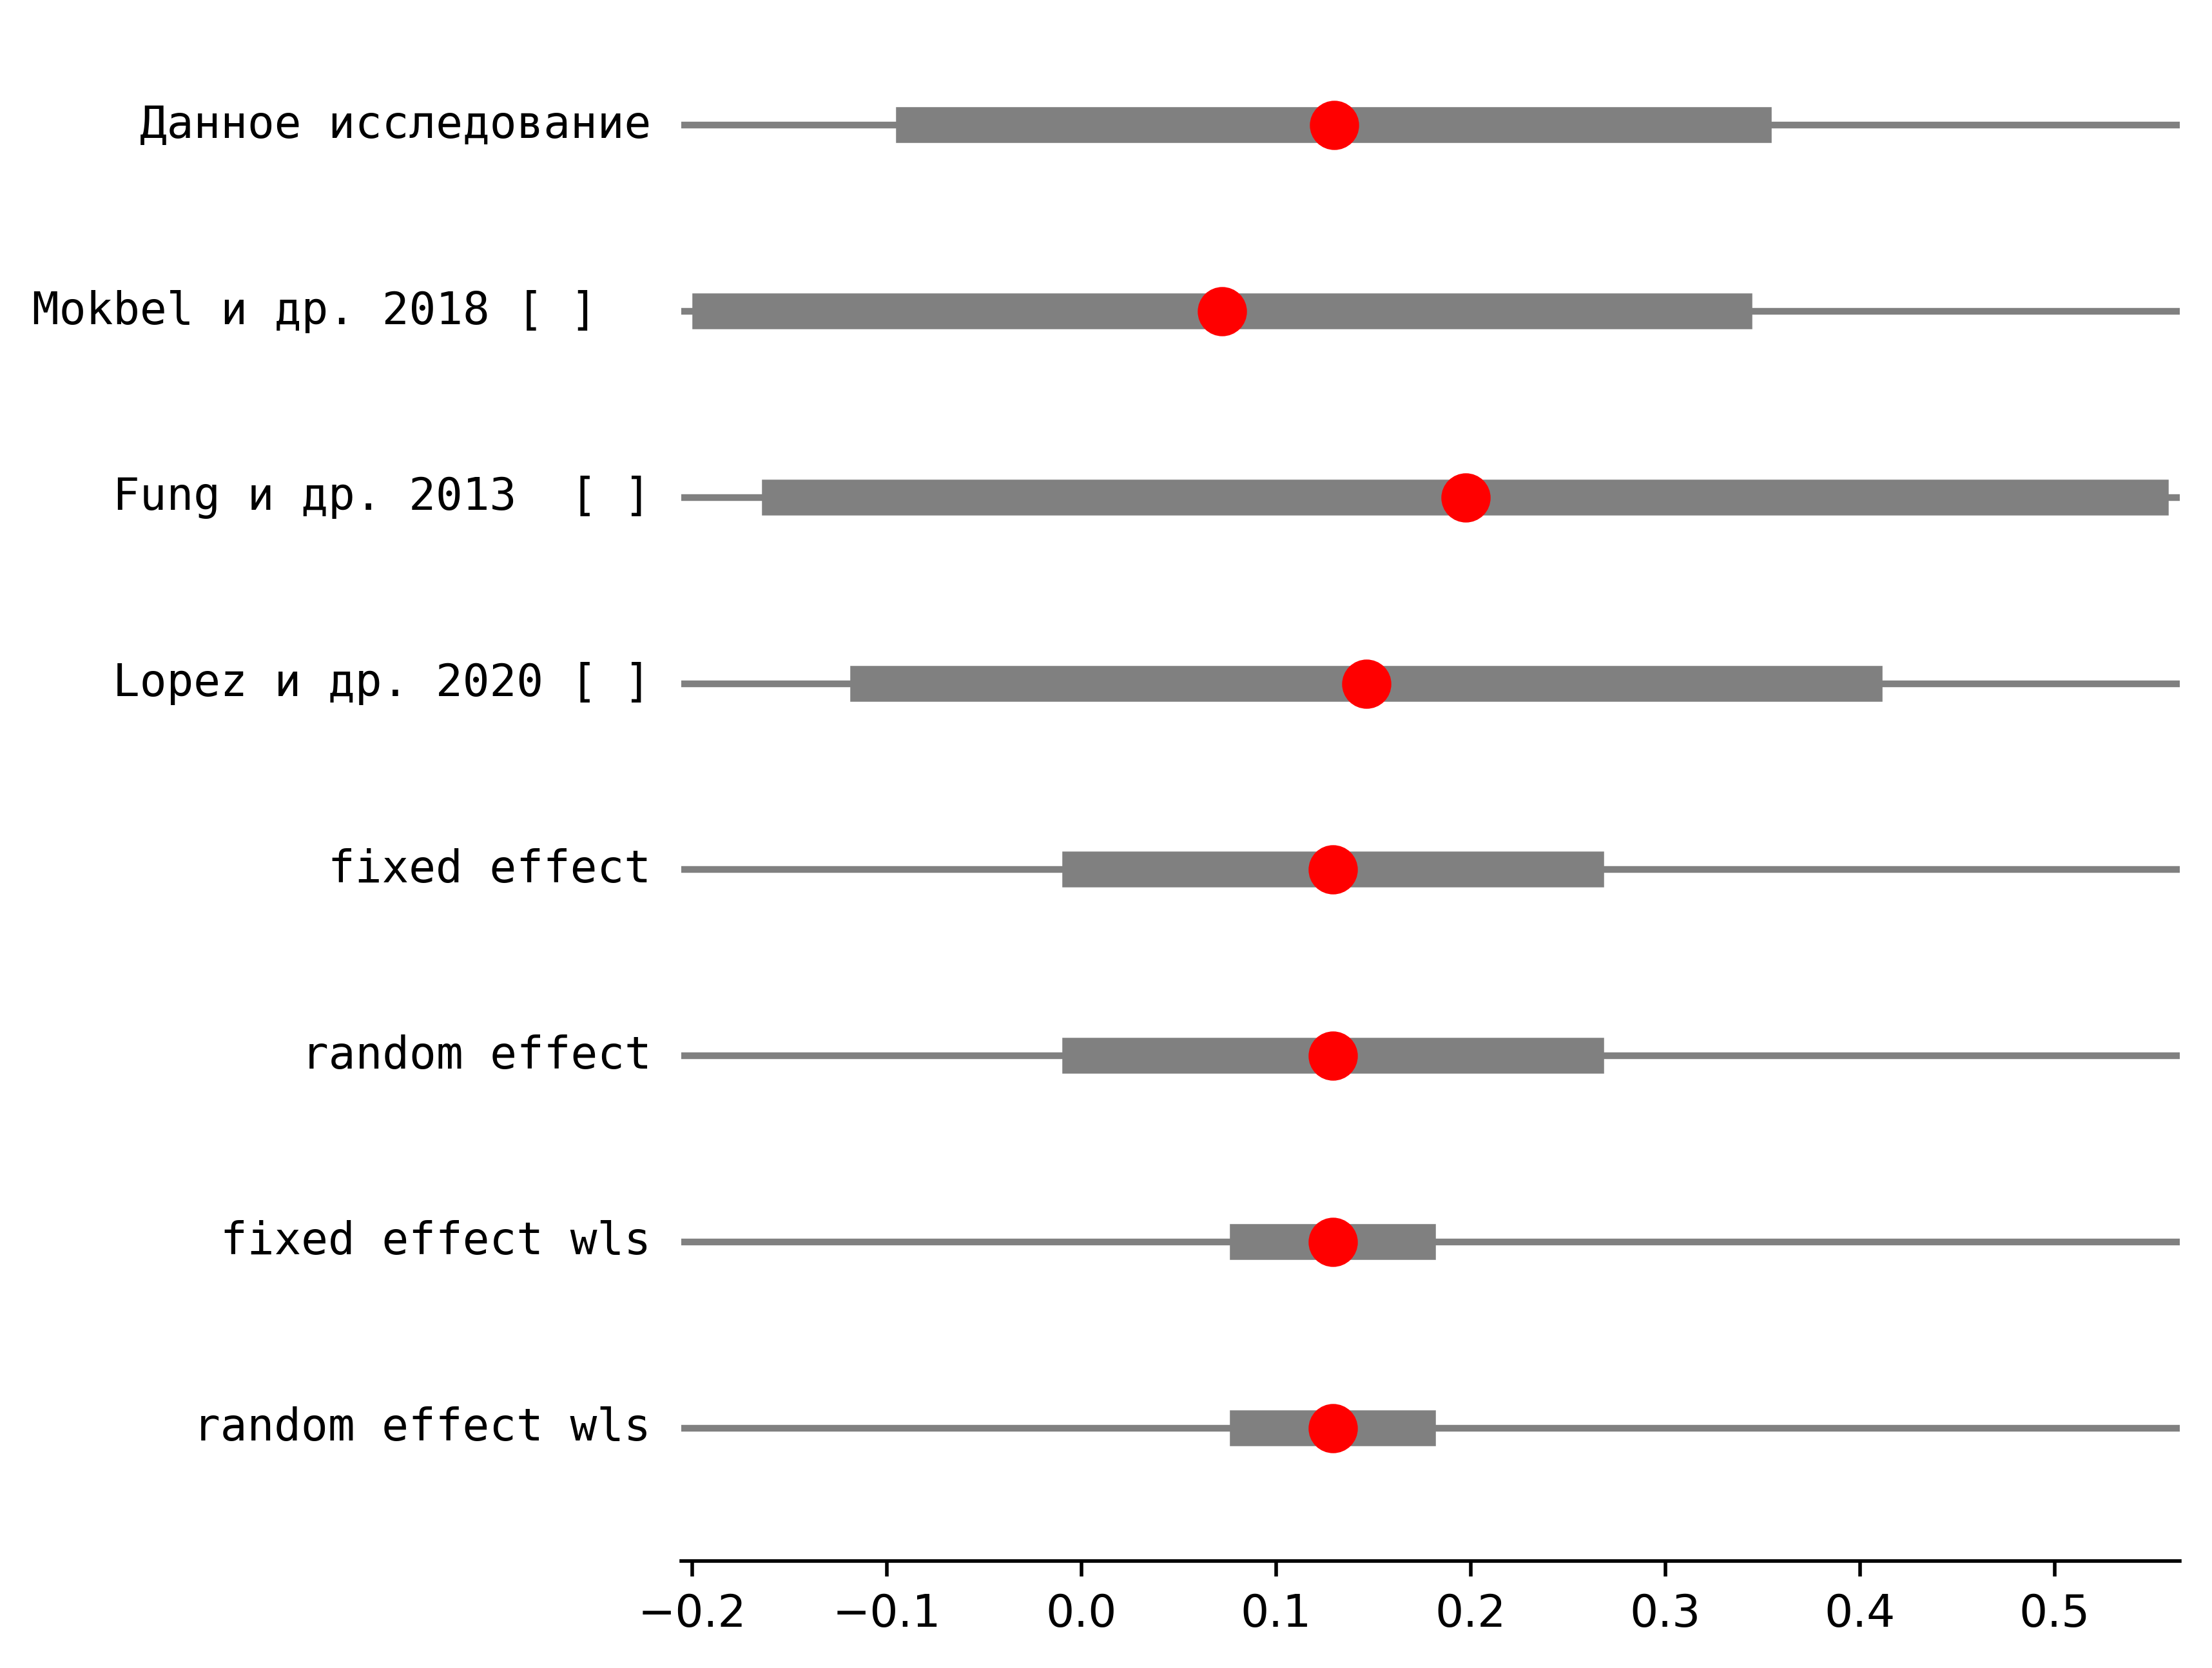 Данное исследование
Mokbel и др. 2018 [ ]
Fung и др. 2013  [ ]
Lopez и др. 2020 [ ]
fixed effect
random effect
fixed effect wls
random effect wls
−0.2 −0.1 0.0 0.1 0.2 0.3 0.4 0.5